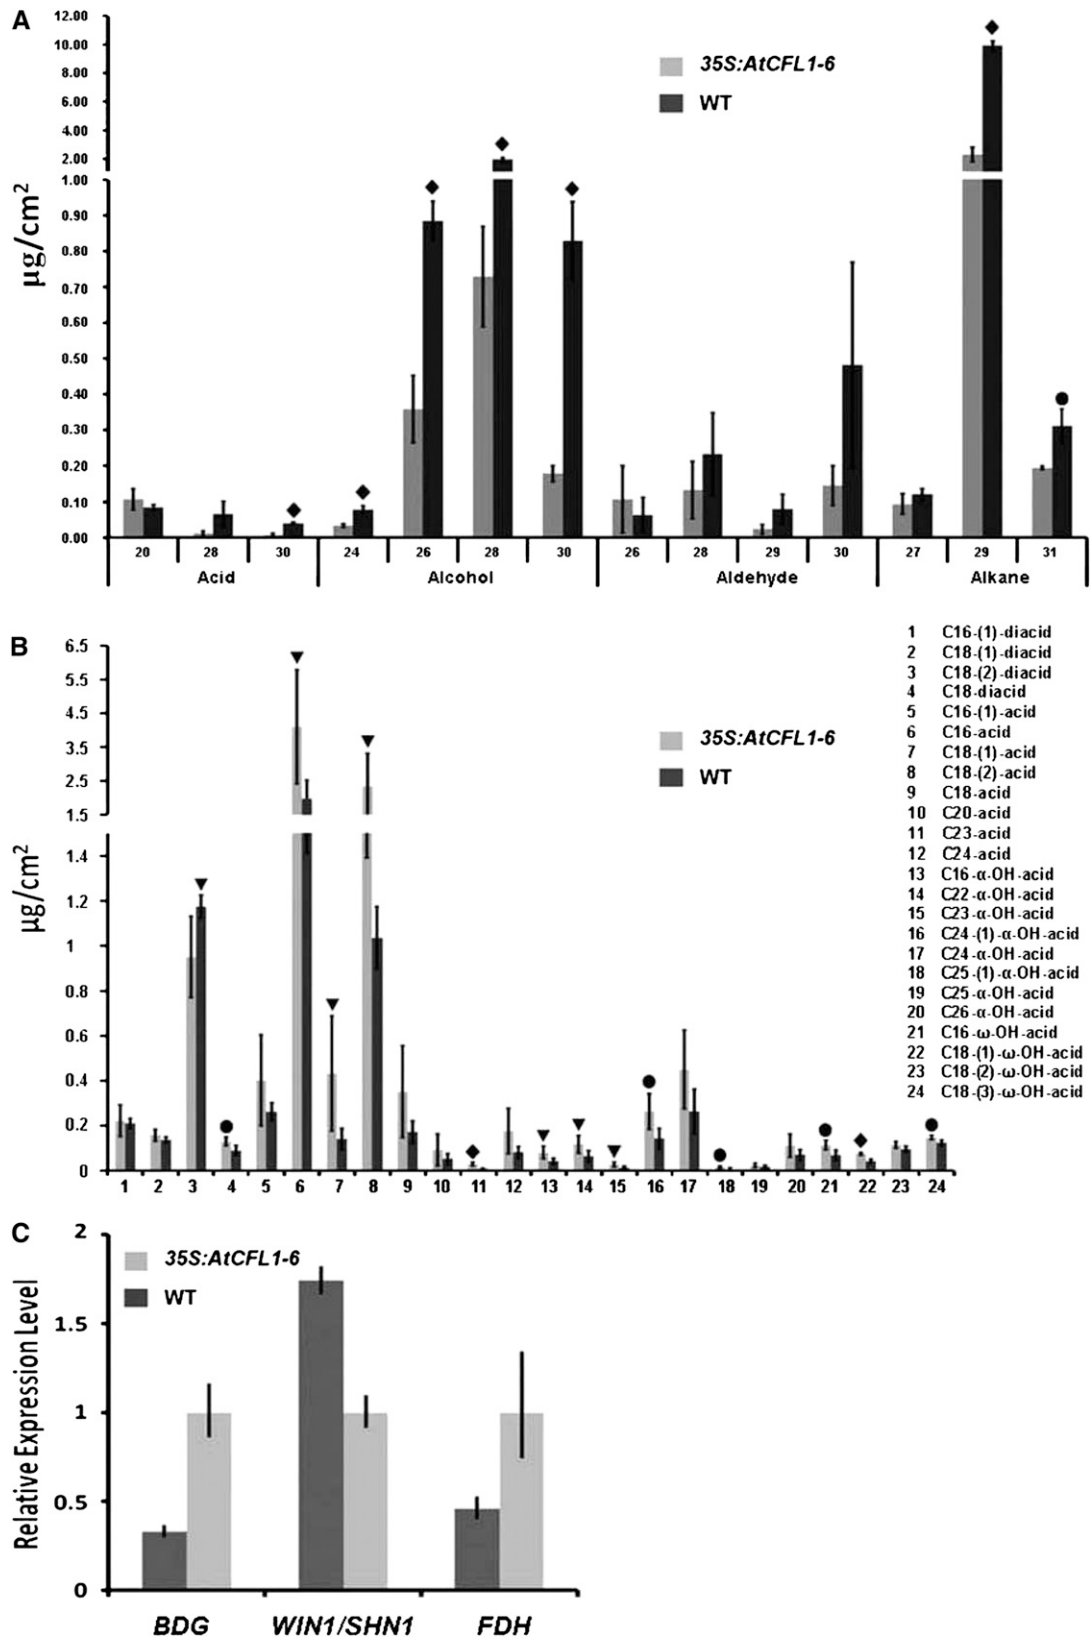 A
12.00
10.00
8.00
6.00
4.00
2.00
1.00
0.90
0.80
0.70
0.60
0.50
0.40
0.30
0.20
0.10
0.00
µg/cm²
35S:AtCFL1-6
WT
20 28 30 24 26 28 30 26 28 29 30 27 29 31
Acid Alcohol Aldehyde Alkane
B
6.5
5.5
4.5
3.5
2.5
1.5
1.4
1.2
1
0.8
0.6
0.4
0.2
0
µg/cm²
35S:AtCFL1-6
WT
1 C16-(1)-diacid
2 C18-(1)-diacid
3 C18-(2)-diacid
4 C18-diacid
5 C16-(1)-acid
6 C16-acid
7 C18-(1)-acid
8 C18-(2)-acid
9 C18-acid
10 C20-acid
11 C23-acid
12 C24-acid
13 C16-α-OH-acid
14 C22-α-OH-acid
15 C23-α-OH-acid
16 C24-(1)-α-OH-acid
17 C24-α-OH-acid
18 C25-(1)-α-OH-acid
19 C25-α-OH-acid
20 C26-α-OH-acid
21 C16-ω-OH-acid
22 C18-(1)-ω-OH-acid
23 C18-(2)-ω-OH-acid
24 C18-(3)-ω-OH-acid
1 2 3 4 5 6 7 8 9 10 11 12 13 14 15 16 17 18 19 20 21 22 23 24
C
2
1.5
1
0.5
0
Relative Expression Level
35S:AtCFL1-6
WT
BDG WIN1/SHN1 FDH